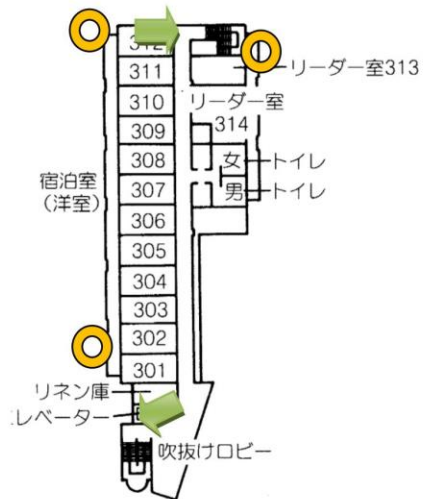 312
311
リーダー室313
310
リーダー室
314
309
308
女 トイレ
宿泊室
(洋室)
307
男 トイレ
306
305
304
303
302
301
リネン庫
エレベーター
吹抜けロビー